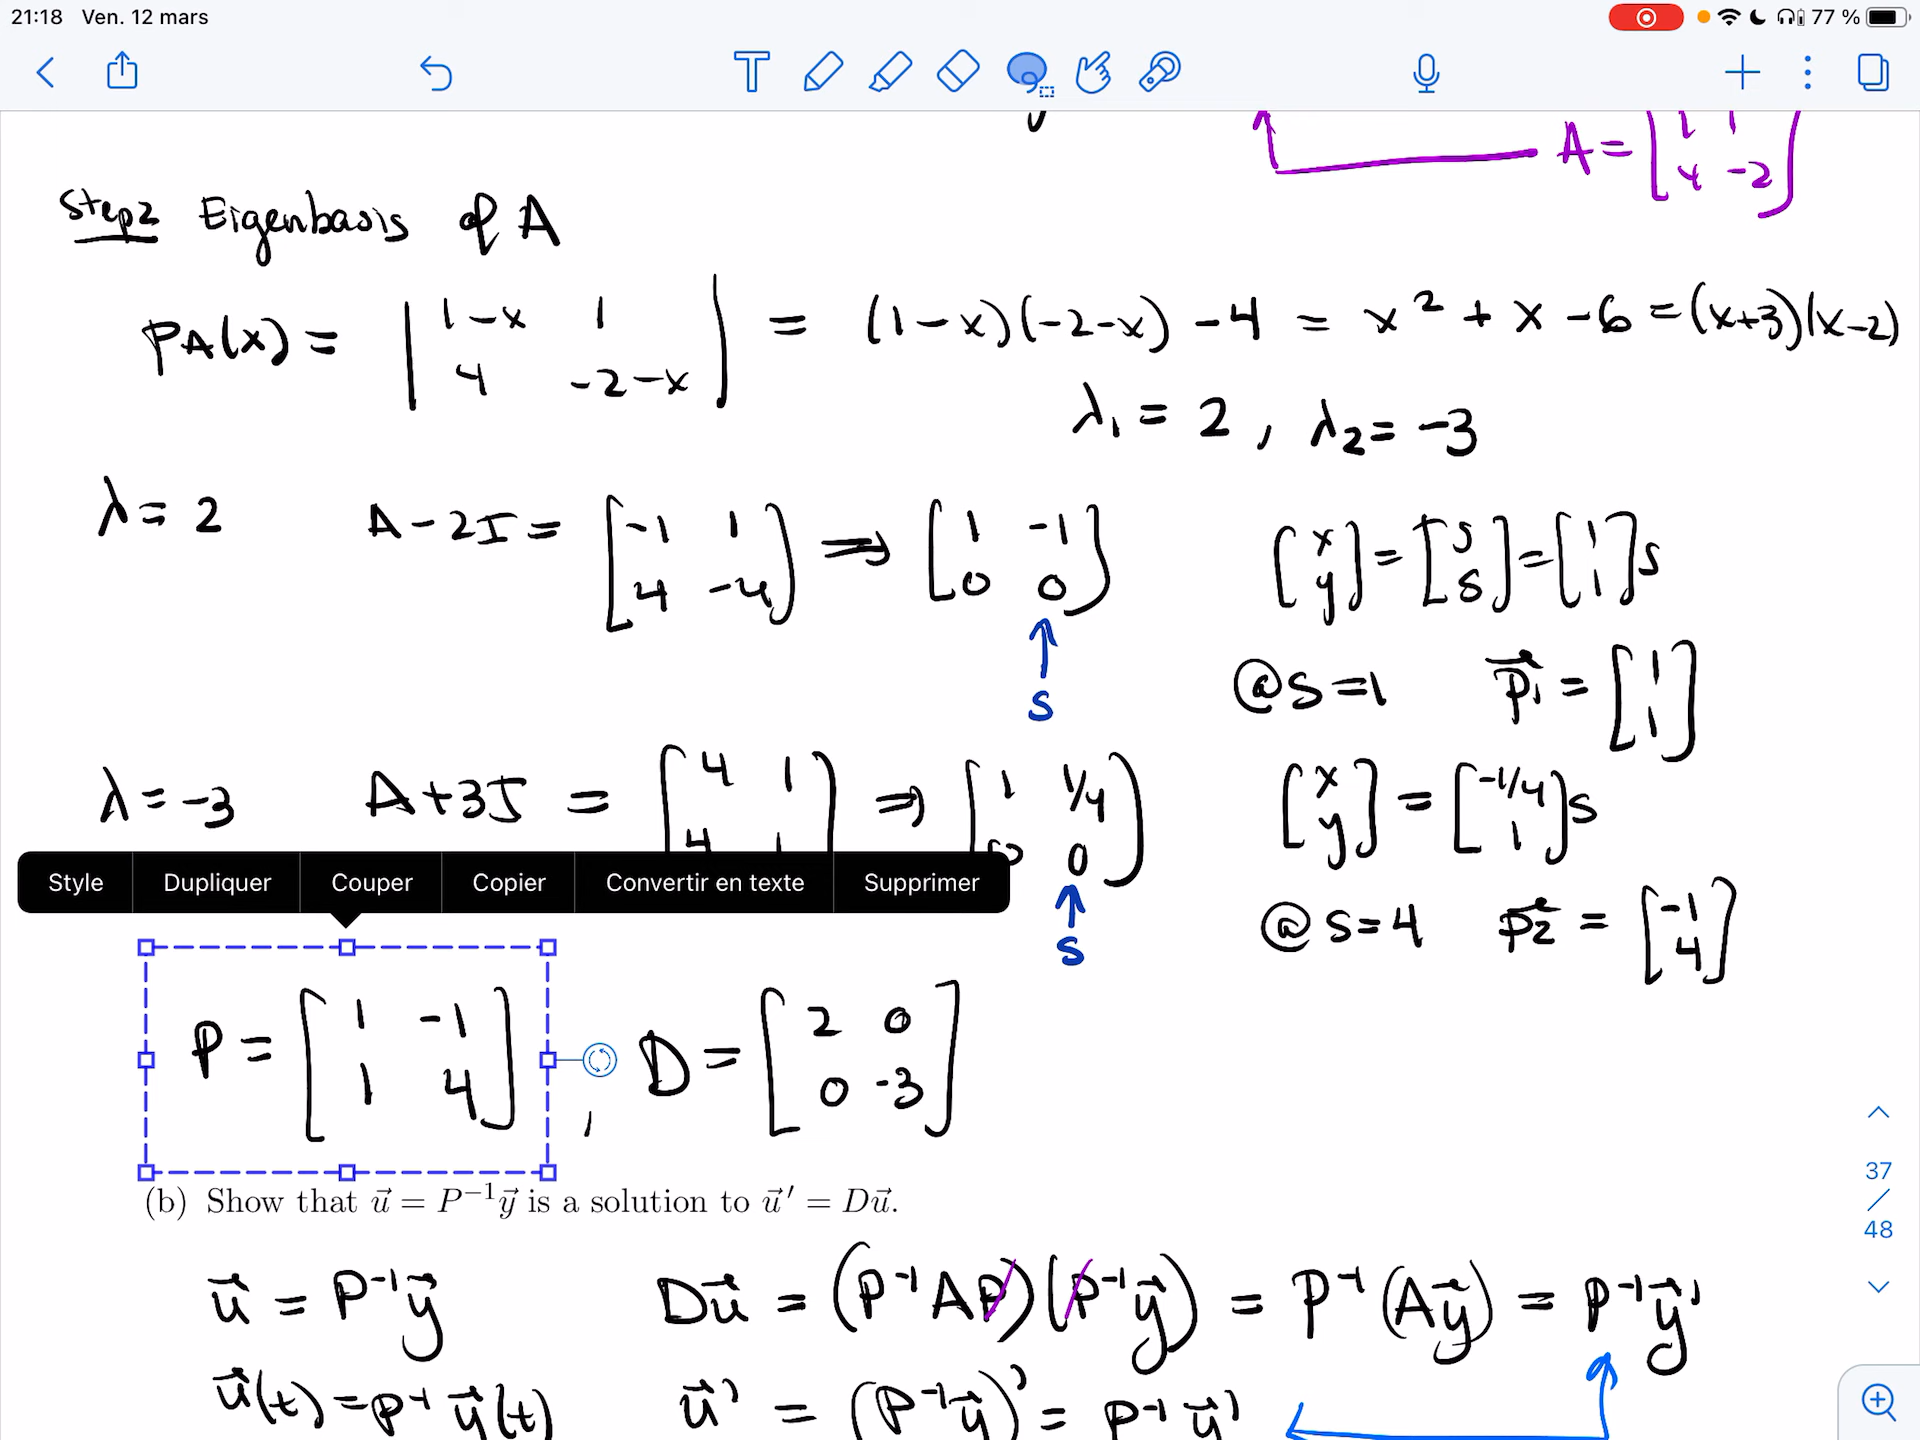 21:18 Ven. 12 mars 77 %
A = [1 1
4 -2]
Step 2 Eigenbasis of A
PA(x) = | 1-x 1
4 -2-x | = (1-x)(-2-x) -4 = x² + x - 6 = (x+3)(x-2)
λ₁ = 2 , λ₂ = -3
λ = 2 A - 2I = [-1 1
4 -4] ⇒ [1 -1
0 0] [x
y] = [s
s] = [1
1]s
↑
s
@ s = 1 p⃗₁ = [1
1]
λ = -3 A + 3I = [4 1
4 1] ⇒ [1 1/4
0 0] [x
y] = [-1/4
1]s
↑
s
Style Dupliquer Couper Copier Convertir en texte Supprimer
@ s = 4 p⃗₂ = [-1
4]
P = [1 -1
1 4] , D = [2 0
0 -3]
37
/
48
(b) Show that u⃗ = P⁻¹y⃗ is a solution to u⃗ ′ = Du⃗.
u⃗ = P⁻¹y⃗ Du⃗ = (P⁻¹AP)(P⁻¹y⃗) = P⁻¹(Ay⃗) = P⁻¹y⃗'
u⃗(t) = P⁻¹ y⃗(t) u⃗' = (P⁻¹y⃗)' = P⁻¹ y⃗'